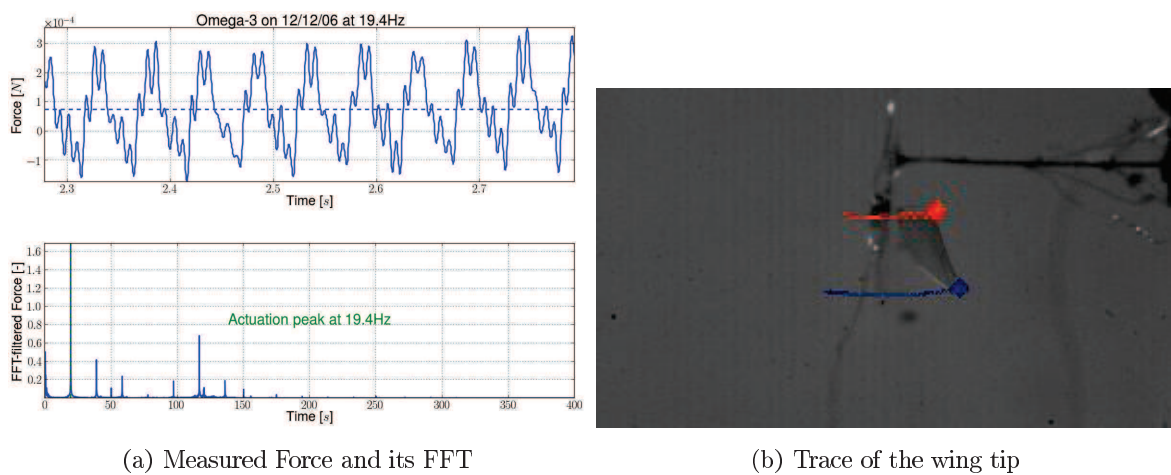 Omega-3 on 12/12/06 at 19.4Hz
×10⁻⁴
3
2
1
0
−1
Force [N]
2.3 2.4 2.5 2.6 2.7
Time [s]
1.6
1.4
1.2
1.0
0.8
0.6
0.4
0.2
FFT-filtered Force [-]
Actuation peak at 19.4Hz
0 50 100 150 200 250 300 350 400
Time [s]
(a) Measured Force and its FFT
(b) Trace of the wing tip